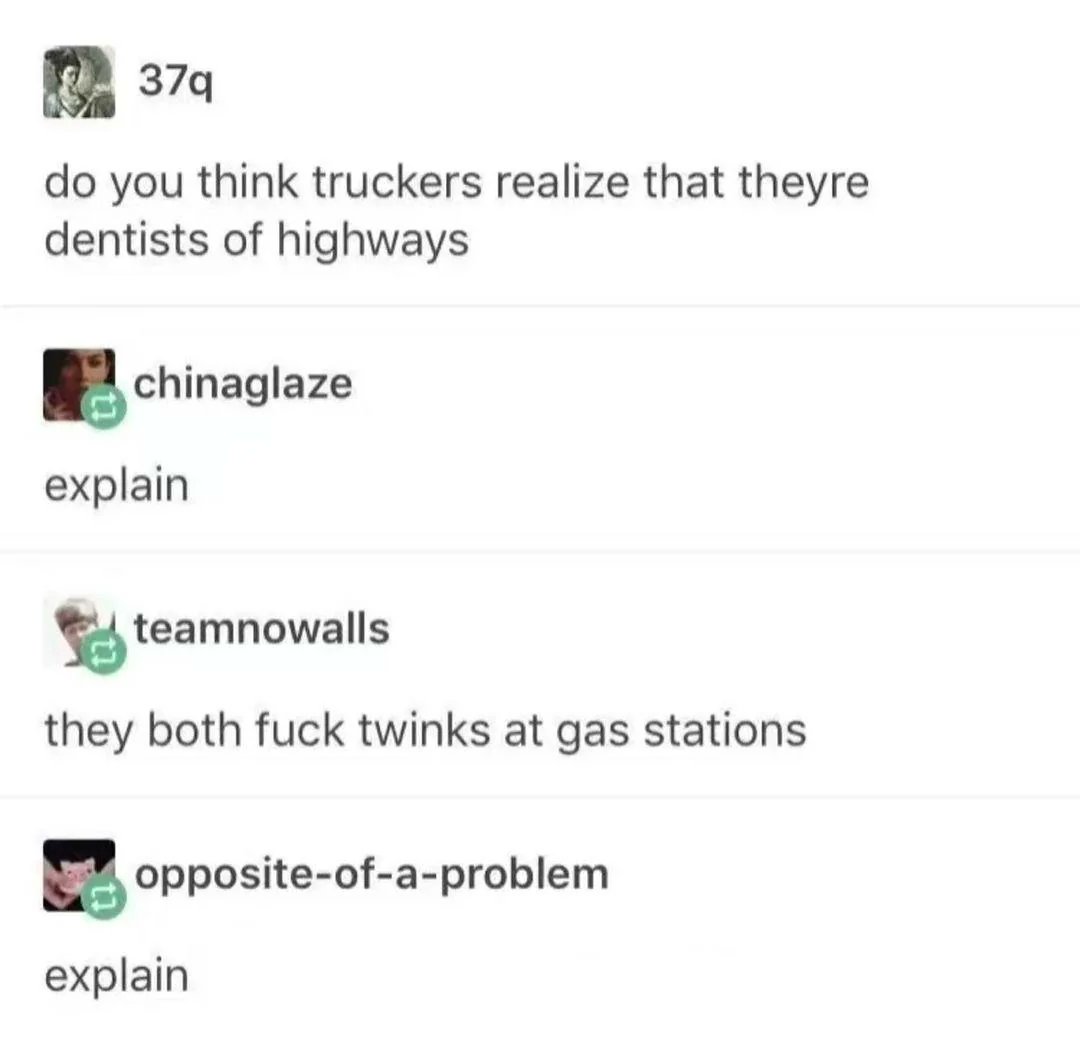 37q
do you think truckers realize that theyre
dentists of highways
chinaglaze
explain
teamnowalls
they both fuck twinks at gas stations
opposite-of-a-problem
explain